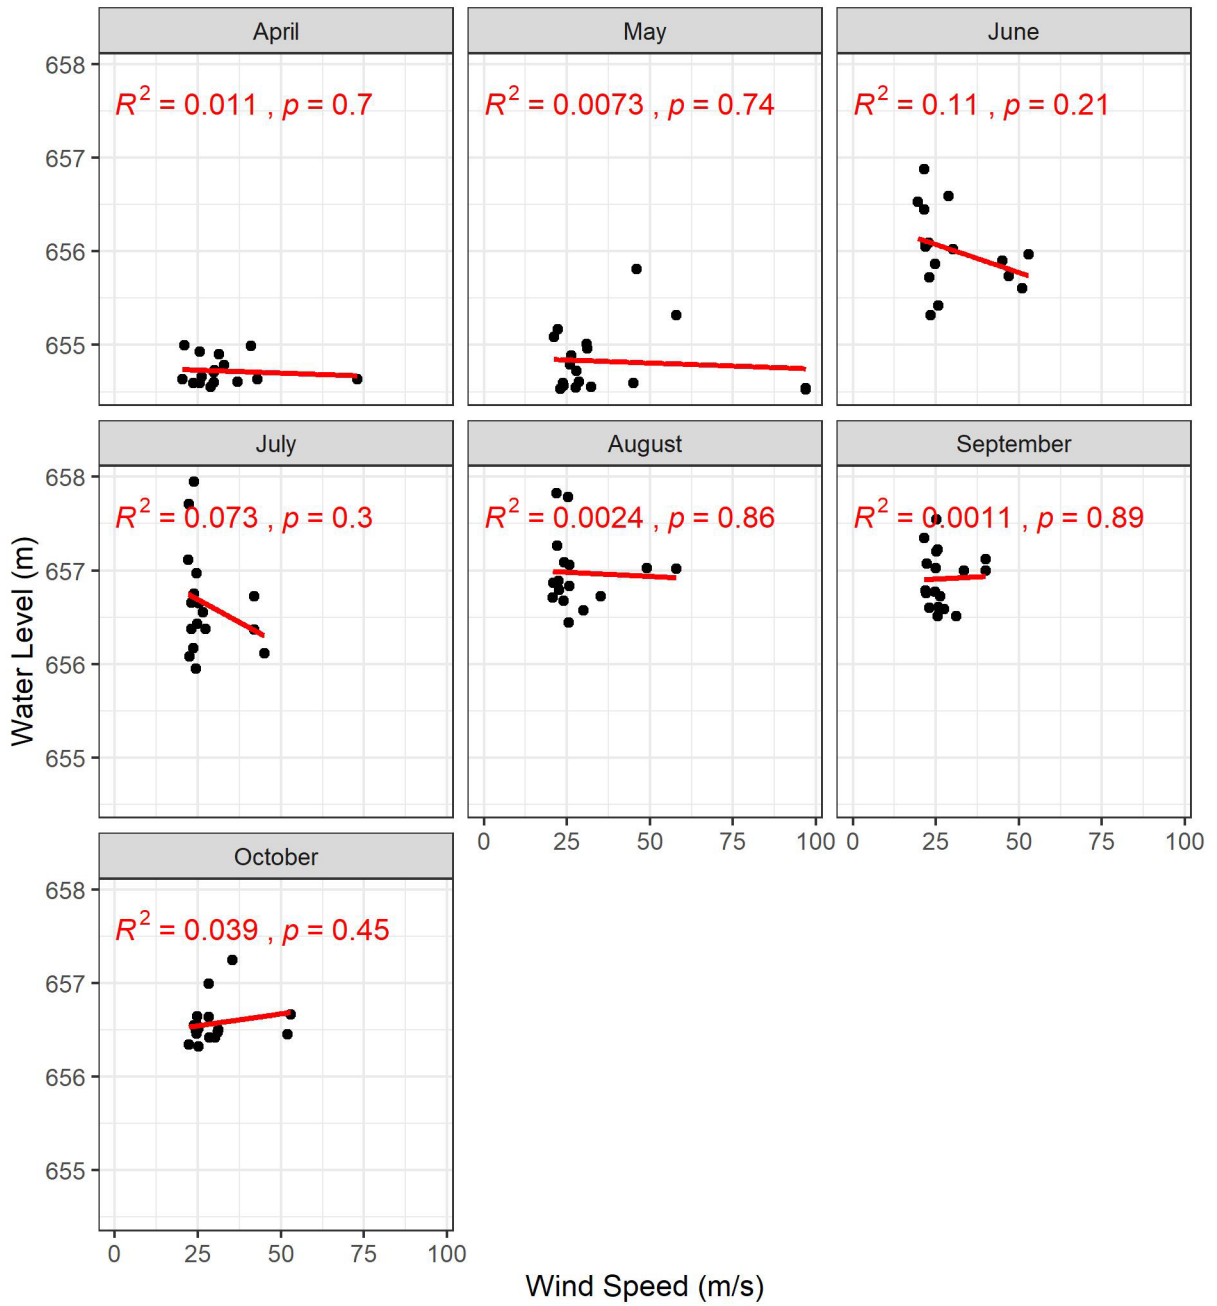 April May June
658
R² = 0.011 , p = 0.7 R² = 0.0073 , p = 0.74 R² = 0.11 , p = 0.21
657
656
655
July August September
658
R² = 0.073 , p = 0.3 R² = 0.0024 , p = 0.86 R² = 0.0011 , p = 0.89
657
656
655
0 25 50 75 100 0 25 50 75 100
October
658
R² = 0.039 , p = 0.45
657
656
655
0 25 50 75 100
Water Level (m)
Wind Speed (m/s)